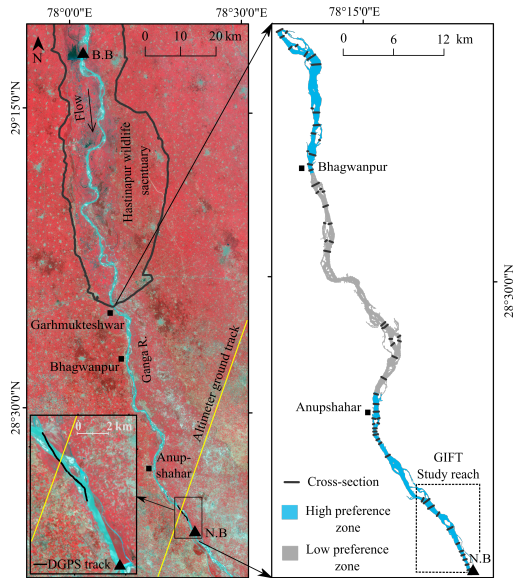 78°0'0"E
78°30'0"E
78°15'0"E
0 10 20 km
N
B.B
Flow
29°15'0"N
Hastinapur wildlife
sacntuary
Garhmukteshwar
Bhagwanpur
Ganga R.
Altimeter ground track
28°30'0"N
Anup-
shahar
0 2 km
DGPS track
N.B
0 6 12 km
Bhagwanpur
28°30'0"N
Anupshahar
GIFT
Study reach
Cross-section
High preference
zone
Low preference
zone
N.B